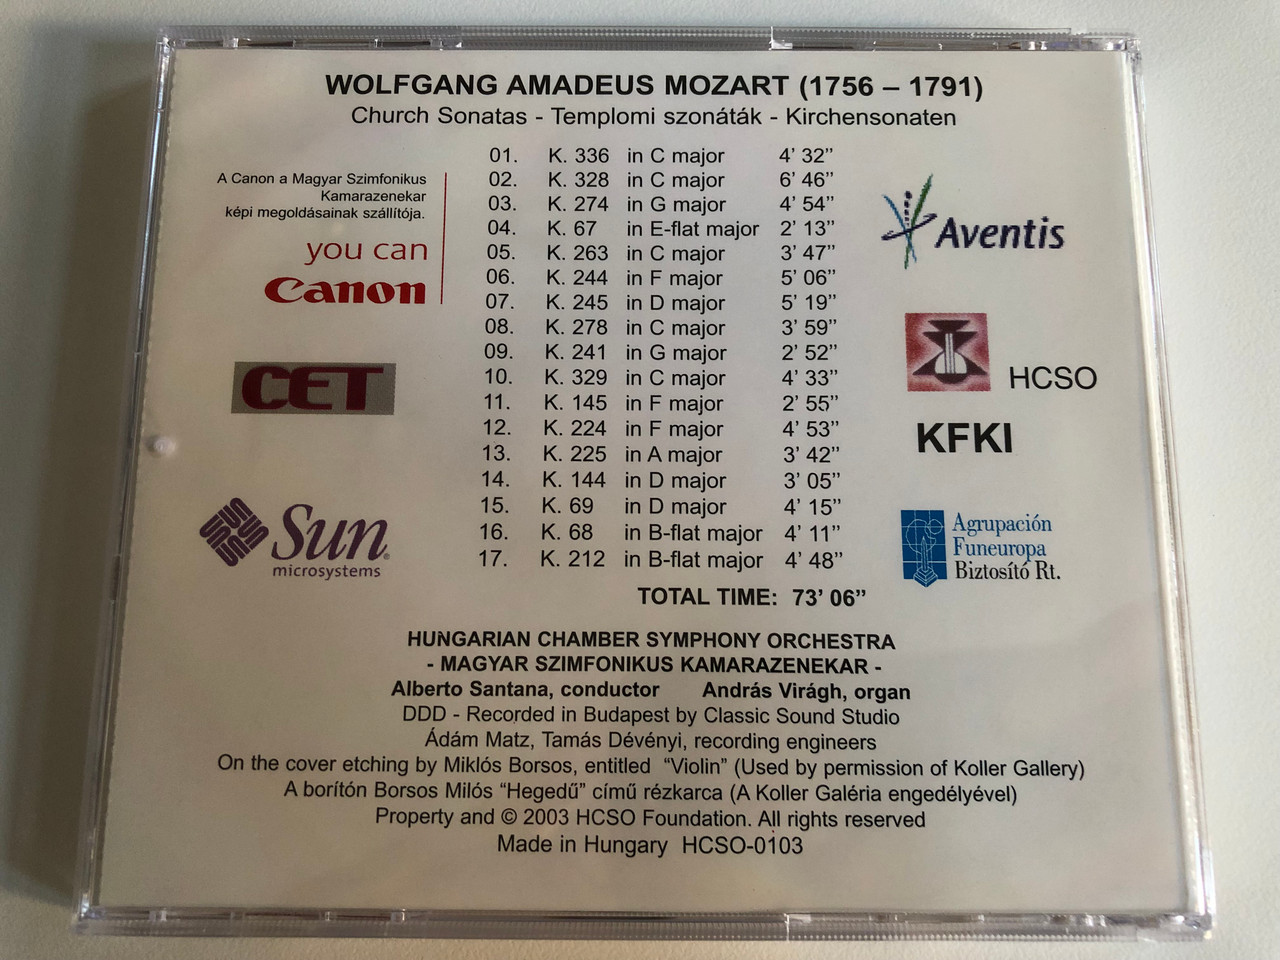 WOLFGANG AMADEUS MOZART (1756 – 1791)
Church Sonatas - Templomi szonáták - Kirchensonaten
01. K. 336 in C major 4’ 32”
02. K. 328 in C major 6’ 46”
03. K. 274 in G major 4’ 54”
04. K. 67 in E-flat major 2’ 13”
05. K. 263 in C major 3’ 47”
06. K. 244 in F major 5’ 06”
07. K. 245 in D major 5’ 19”
08. K. 278 in C major 3’ 59”
09. K. 241 in G major 2’ 52”
10. K. 329 in C major 4’ 33”
11. K. 145 in F major 2’ 55”
12. K. 224 in F major 4’ 53”
13. K. 225 in A major 3’ 42”
14. K. 144 in D major 3’ 05”
15. K. 69 in D major 4’ 15”
16. K. 68 in B-flat major 4’ 11”
17. K. 212 in B-flat major 4’ 48”
TOTAL TIME: 73’ 06”
A Canon a Magyar Szimfonikus
Kamarazenekar
képi megoldásainak szállítója.
you can
Canon
CET
Sun
microsystems
Aventis
HCSO
KFKI
Agrupación
Funeuropa
Biztosító Rt.
HUNGARIAN CHAMBER SYMPHONY ORCHESTRA
- MAGYAR SZIMFONIKUS KAMARAZENEKAR -
Alberto Santana, conductor András Virágh, organ
DDD - Recorded in Budapest by Classic Sound Studio
Ádám Matz, Tamás Dévényi, recording engineers
On the cover etching by Miklós Borsos, entitled “Violin” (Used by permission of Koller Gallery)
A borítón Borsos Milós “Hegedű” című rézkarca (A Koller Galéria engedélyével)
Property and © 2003 HCSO Foundation. All rights reserved
Made in Hungary HCSO-0103